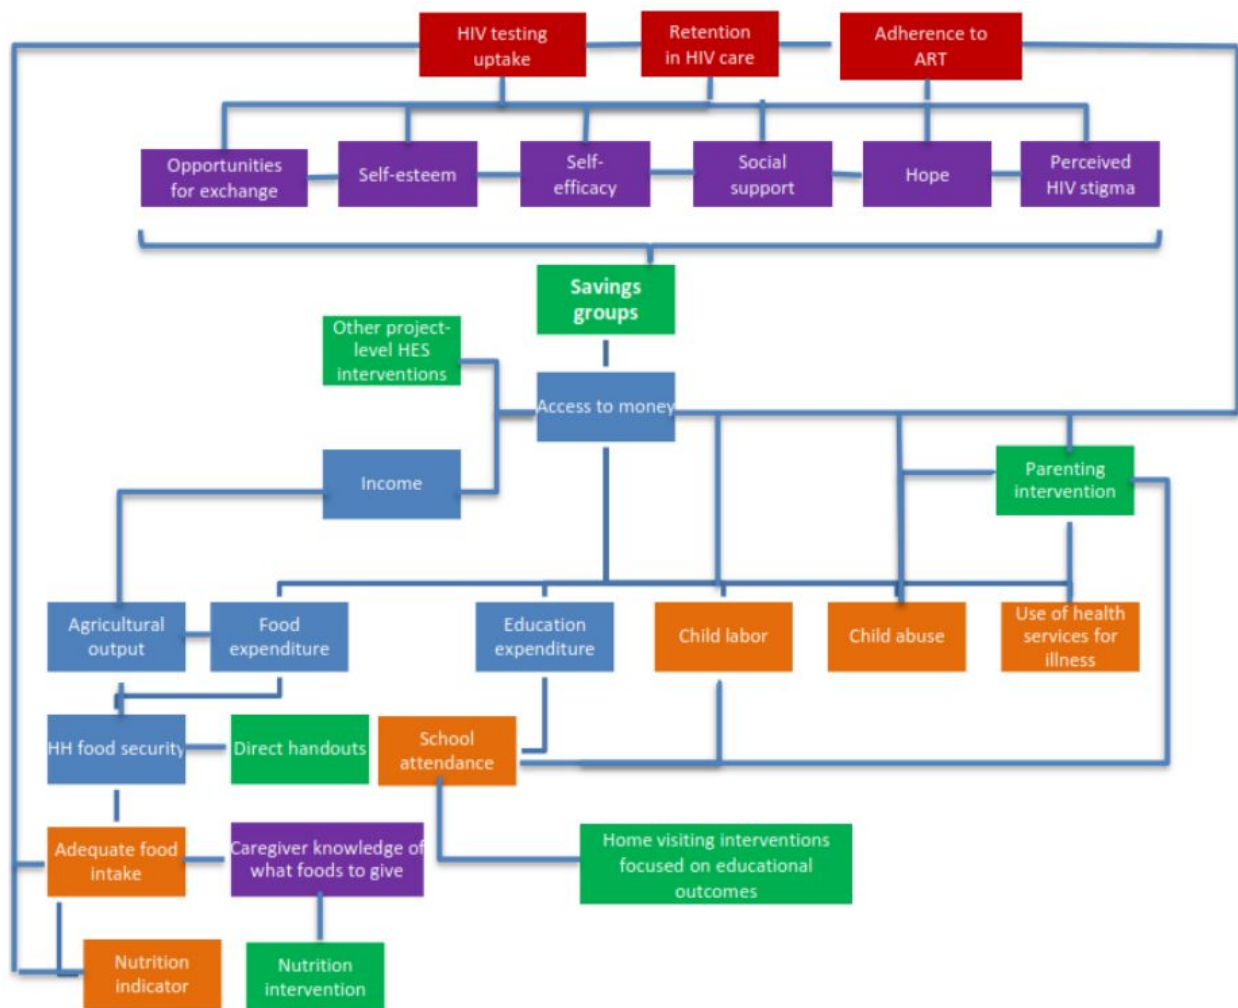 HIV testing
uptake
Retention
in HIV care
Adherence to
ART
Opportunities
for exchange
Self-esteem
Self-
efficacy
Social
support
Hope
Perceived
HIV stigma
Savings
groups
Other project-
level HES
interventions
Access to money
Income
Parenting
intervention
Agricultural
output
Food
expenditure
Education
expenditure
Child labor
Child abuse
Use of health
services for
illness
HH food security
Direct handouts
School
attendance
Adequate food
intake
Caregiver knowledge of
what foods to give
Home visiting interventions
focused on educational
outcomes
Nutrition
indicator
Nutrition
intervention